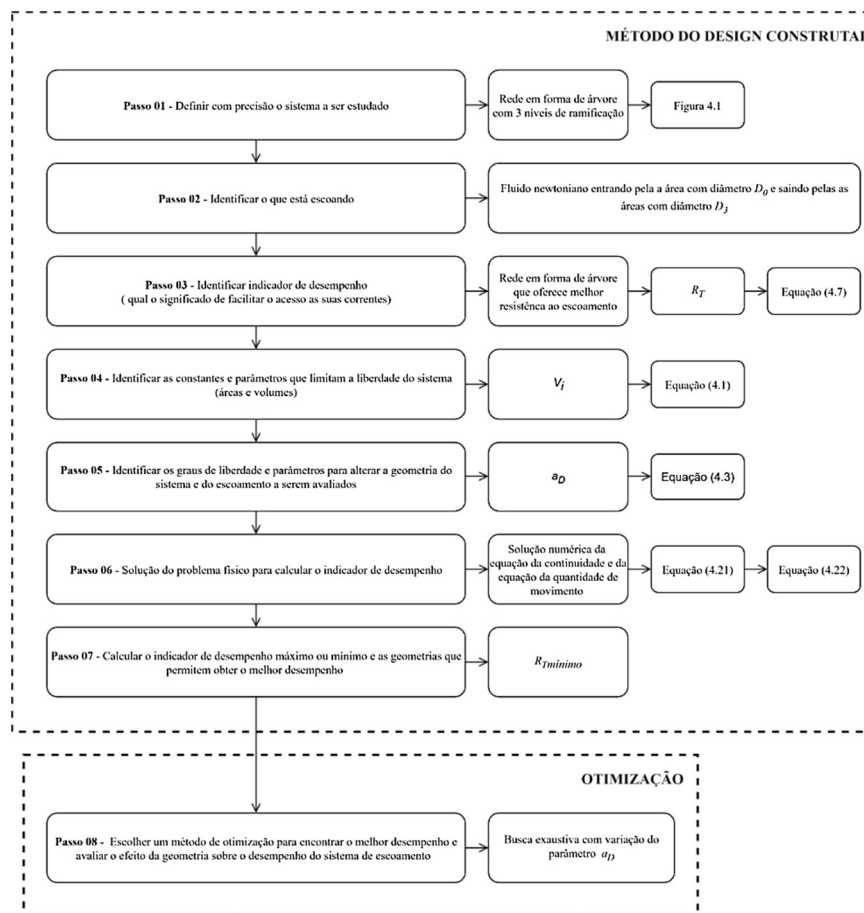 MÉTODO DO DESIGN CONSTRUTAL
Passo 01 - Definir com precisão o sistema a ser estudado
Rede em forma de árvore
com 3 níveis de ramificação
Figura 4.1
Passo 02 - Identificar o que está escoando
Fluido newtoniano entrando pela a área com diâmetro D0 e saindo pelas as
áreas com diâmetro D3
Passo 03 - Identificar indicador de desempenho
( qual o significado de facilitar o acesso as suas correntes)
Rede em forma de árvore
que oferece melhor
resistênca ao escoamento
RT
Equação (4.7)
Passo 04 - Identificar as constantes e parâmetros que limitam a liberdade do sistema
(áreas e volumes)
Vi
Equação (4.1)
Passo 05 - Identificar os graus de liberdade e parâmetros para alterar a geometria do
sistema e do escoamento a serem avaliados
aD
Equação (4.3)
Passo 06 - Solução do problema físico para calcular o indicador de desempenho
Solução numérica da
equação da continuidade e da
equação da quantidade de
movimento
Equação (4.21)
Equação (4.22)
Passo 07 - Calcular o indicador de desempenho máximo ou mínimo e as geometrias que
permitem obter o melhor desempenho
RTmínimo
OTIMIZAÇÃO
Passo 08 - Escolher um método de otimização para encontrar o melhor desempenho e
avaliar o efeito da geometria sobre o desempenho do sistema de escoamento
Busca exaustiva com variação do
parâmetro aD